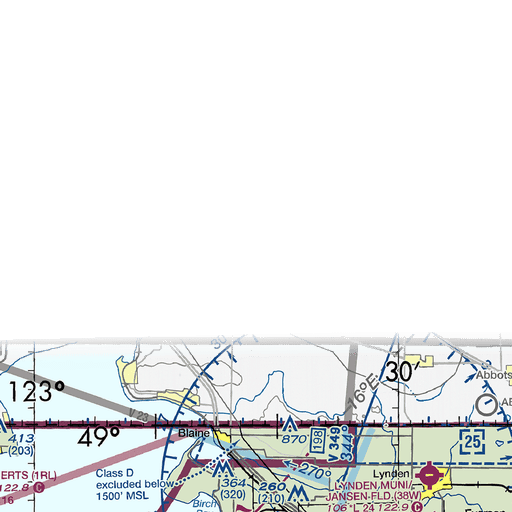 30'
Abbots
123°
16°E
V 23
49°
413
(203)
Blaine
870
198
V 349
344°
25
270°
ERTS (1RL)
122.8 C
16
Class D
excluded below
1500' MSL
364
(320)
260
(210)
Birch
Lynden
LYNDEN MUNI/
JANSEN FLD (38W)
106 L 24 122.9 C